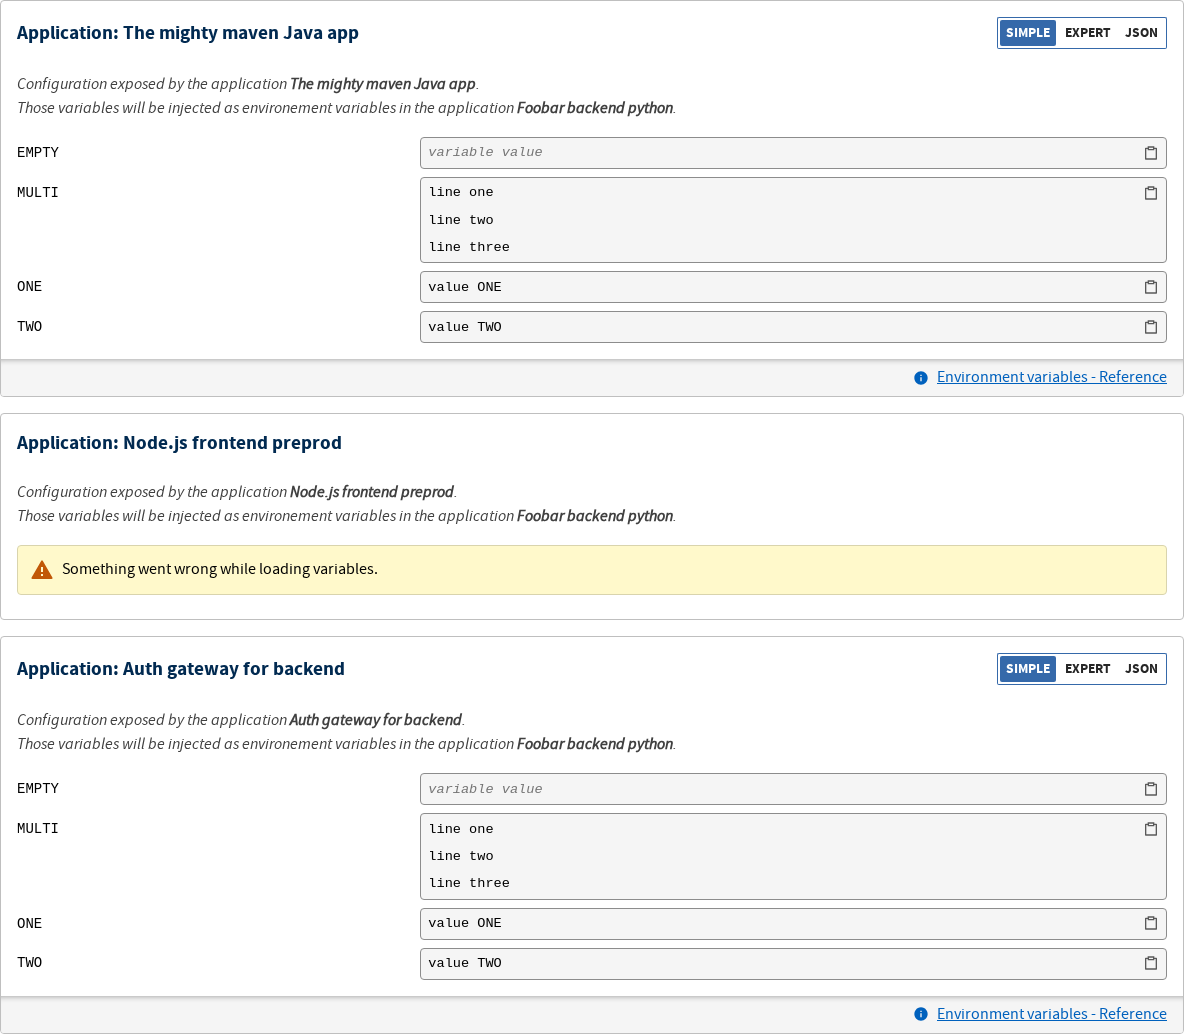 Application: The mighty maven Java app
SIMPLE EXPERT JSON
Configuration exposed by the application The mighty maven Java app.
Those variables will be injected as environement variables in the application Foobar backend python.
EMPTY variable value
MULTI line one
line two
line three
ONE value ONE
TWO value TWO
Environment variables - Reference
Application: Node.js frontend preprod
Configuration exposed by the application Node.js frontend preprod.
Those variables will be injected as environement variables in the application Foobar backend python.
Something went wrong while loading variables.
Application: Auth gateway for backend
SIMPLE EXPERT JSON
Configuration exposed by the application Auth gateway for backend.
Those variables will be injected as environement variables in the application Foobar backend python.
EMPTY variable value
MULTI line one
line two
line three
ONE value ONE
TWO value TWO
Environment variables - Reference